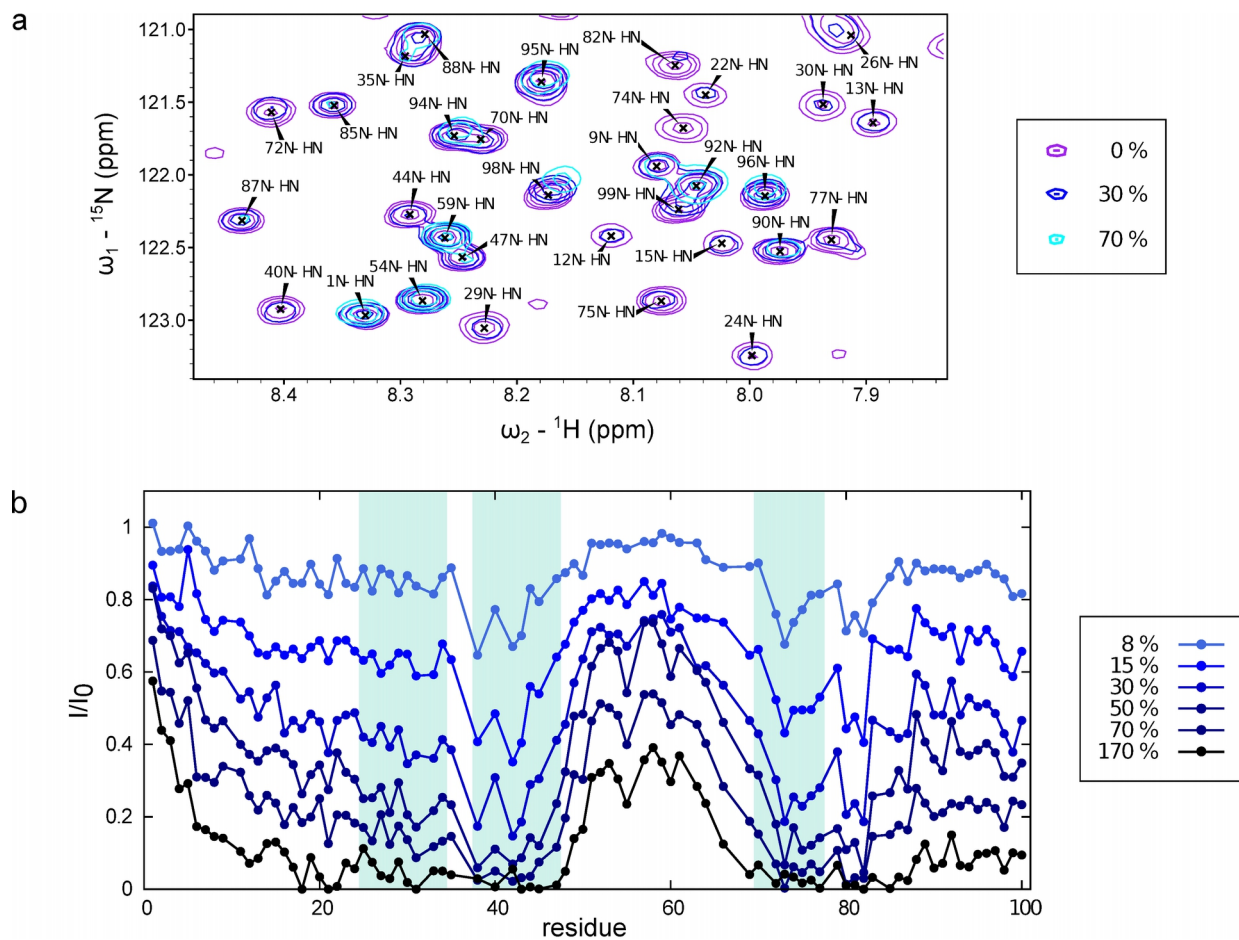 a
121.0
121.5
122.0
122.5
123.0
ω1 - 15N (ppm)
8.4
8.3
8.2
8.1
8.0
7.9
ω2 - 1H (ppm)
35N- HN
88N- HN
95N- HN
82N- HN
22N- HN
30N- HN
26N- HN
13N- HN
72N- HN
85N- HN
94N- HN
70N- HN
74N- HN
9N- HN
92N- HN
96N- HN
98N- HN
99N- HN
87N- HN
44N- HN
59N- HN
47N- HN
12N- HN
15N- HN
90N- HN
77N- HN
40N- HN
1N- HN
54N- HN
29N- HN
75N- HN
24N- HN
0 %
30 %
70 %
b
1
0.8
0.6
0.4
0.2
0
I/I0
0
20
40
60
80
100
residue
8 %
15 %
30 %
50 %
70 %
170 %